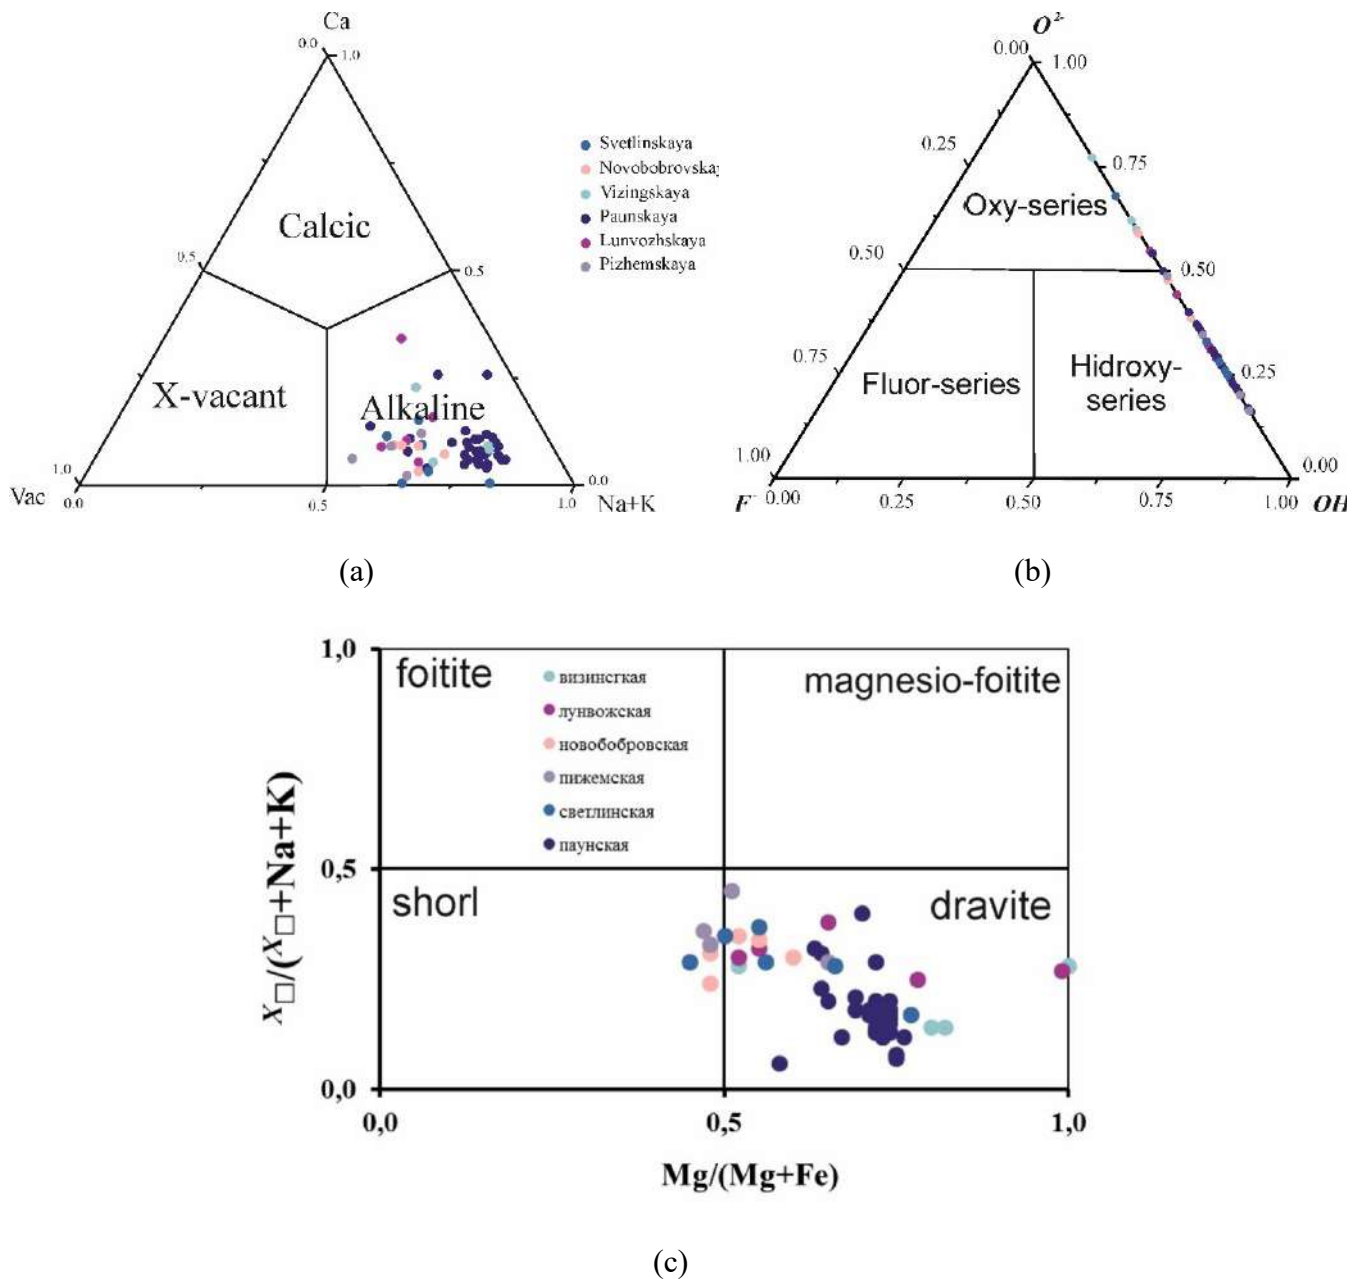 Ca
0.0
1.0
Calcic
0.5
0.5
X-vacant
Alkaline
1.0
0.0
Vac
0.0
0.5
1.0
Na+K
Svetlinskaya
Novobobrovska
Vizingskaya
Paunskaya
Lunvozhskaya
Pizhemskaya
(a)
O²⁻
0.00
1.00
0.25
0.75
Oxy-series
0.50
0.50
0.75
Fluor-series
Hidroxy-
series
0.25
1.00
0.00
F⁻
0.00
0.25
0.50
0.75
1.00
OH
(b)
1,0
foitite
magnesio-foitite
визинсгкая
лунвожская
новобобровская
пижемская
светлинская
паунская
X□/(X□+Na+K)
0,5
shorl
dravite
0,0
0,0
0,5
1,0
Mg/(Mg+Fe)
(c)